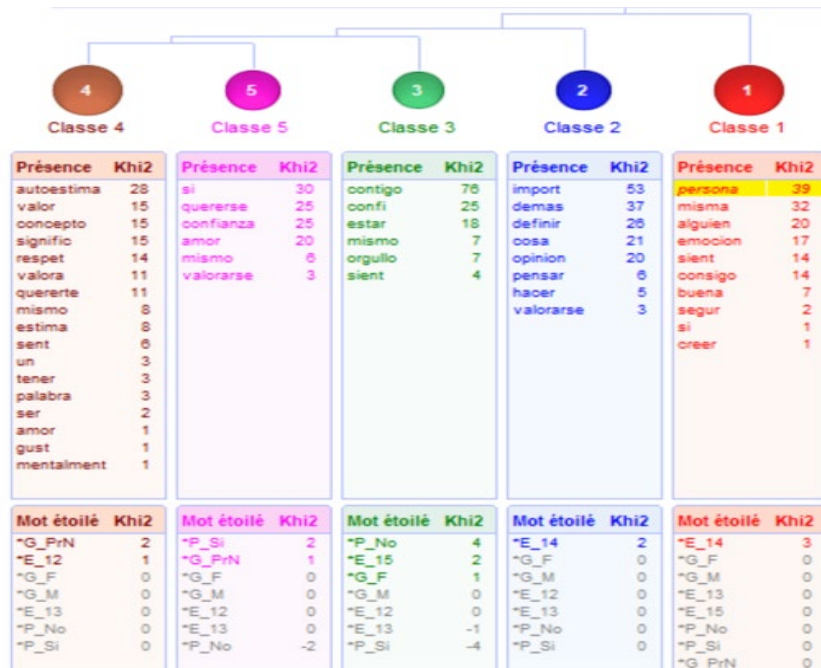 4
5
3
2
1
Classe 4
Classe 5
Classe 3
Classe 2
Classe 1
Présence Khi2
autoestima 28
valor 15
concepto 15
signific 15
respet 14
valora 11
quererte 11
mismo 8
estima 8
sent 6
un 3
tener 3
palabra 3
ser 2
amor 1
gust 1
mentalment 1
Présence Khi2
si 30
quererse 25
confianza 25
amor 20
mismo 6
valorarse 3
Présence Khi2
contigo 76
confi 25
estar 18
mismo 7
orgullo 7
sient 4
Présence Khi2
import 53
demas 37
definir 26
cosa 21
opinion 20
pensar 6
hacer 5
valorarse 3
Présence Khi2
persona 39
misma 32
alguien 20
emocion 17
sient 14
consigo 14
buena 7
segur 2
si 1
creer 1
Mot étoilé Khi2
*G_PrN 2
*E_12 1
*G_F 0
*G_M 0
*E_13 0
*P_No 0
*P_Si 0
Mot étoilé Khi2
*P_Si 2
*G_PrN 1
*G_F 0
*G_M 0
*E_12 0
*E_13 0
*P_No -2
Mot étoilé Khi2
*P_No 4
*E_15 2
*G_F 1
*G_M 0
*E_12 0
*E_13 -1
*P_Si -4
Mot étoilé Khi2
*E_14 2
*G_F 0
*G_M 0
*E_12 0
*E_13 0
*P_No 0
*P_Si 0
Mot étoilé Khi2
*E_14 3
*G_F 0
*G_M 0
*E_13 0
*E_15 0
*P_No 0
*P_Si 0
*G_PrN 0